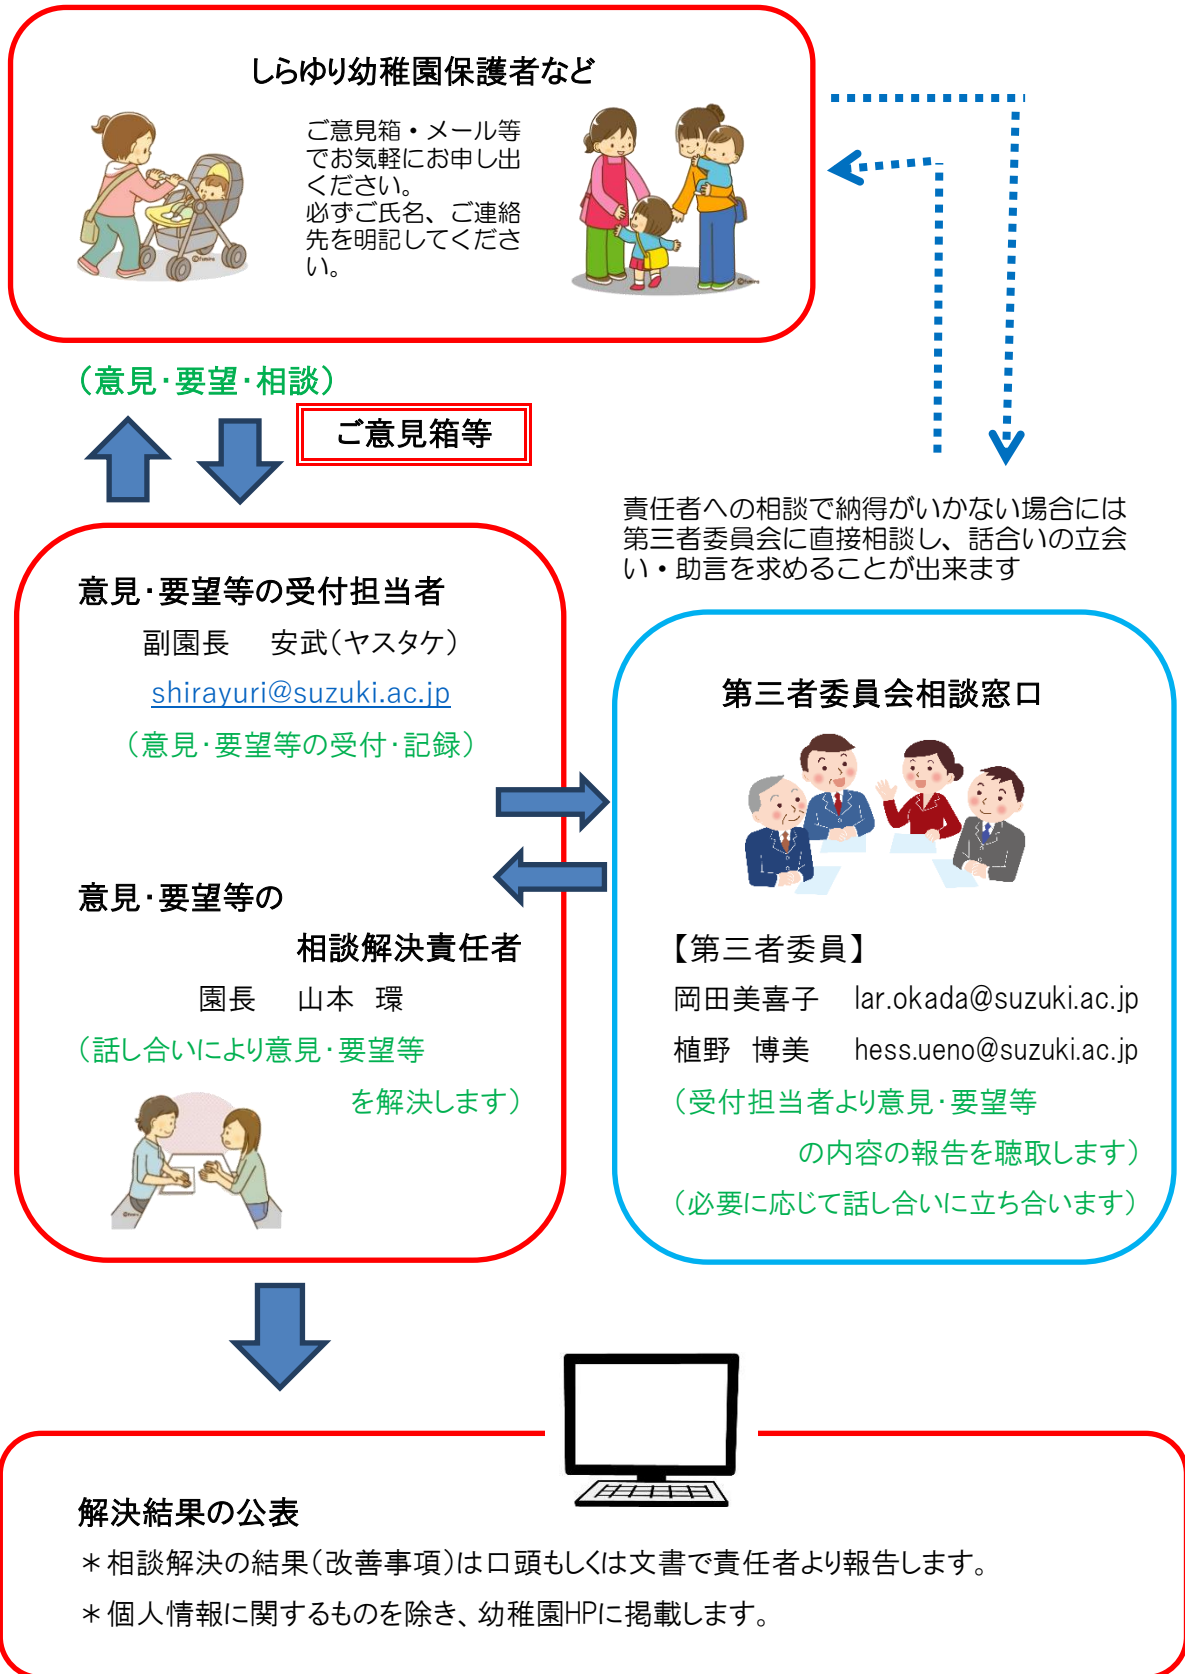 しらゆり幼稚園保護者など
ご意見箱・メール等
でお気軽にお申し出
ください。
必ずご氏名、ご連絡
先を明記してくださ
い。
（意見・要望・相談）
ご意見箱等
責任者への相談で納得がいかない場合には
第三者委員会に直接相談し、話合いの立会
い・助言を求めることが出来ます
意見・要望等の受付担当者
副園長　安武（ヤスタケ）
shirayuri@suzuki.ac.jp
（意見・要望等の受付・記録）
意見・要望等の
相談解決責任者
園長　山本　環
（話し合いにより意見・要望等
を解決します）
第三者委員会相談窓口
【第三者委員】
岡田美喜子　lar.okada@suzuki.ac.jp
植野　博美　hess.ueno@suzuki.ac.jp
（受付担当者より意見・要望等
の内容の報告を聴取します）
（必要に応じて話し合いに立ち合います）
解決結果の公表
＊相談解決の結果（改善事項）は口頭もしくは文書で責任者より報告します。
＊個人情報に関するものを除き、幼稚園HPに掲載します。